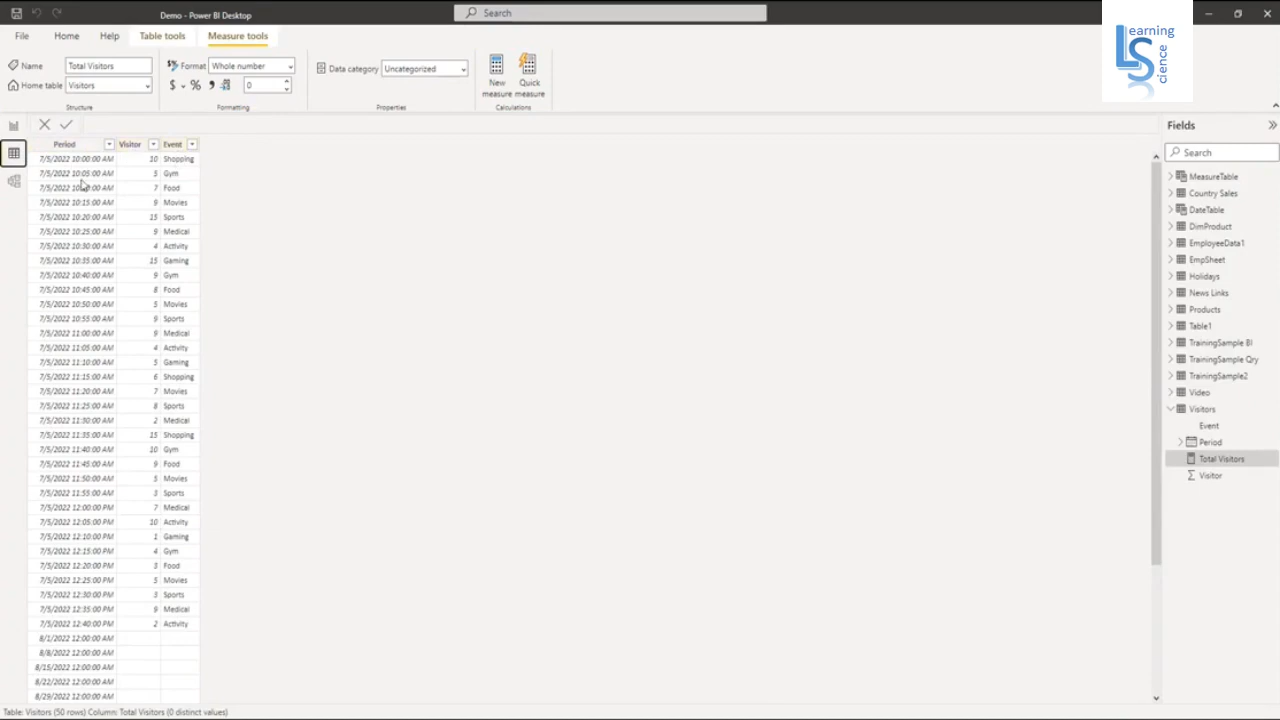 Demo - Power BI Desktop
Search
Learning Science
File Home Help Table tools Measure tools
Name Total Visitors
Home table Visitors
Structure
Format Whole number
$ % 0
Formatting
Data category Uncategorized
Properties
New measure
Quick measure
Calculations
Period Visitor Event
7/5/2022 10:00:00 AM 10 Shopping
7/5/2022 10:05:00 AM 5 Gym
7/5/2022 :00 AM 7 Food
7/5/2022 10:15:00 AM 9 Movies
7/5/2022 10:20:00 AM 15 Sports
7/5/2022 10:25:00 AM 9 Medical
7/5/2022 10:30:00 AM 4 Activity
7/5/2022 10:35:00 AM 15 Gaming
7/5/2022 10:40:00 AM 9 Gym
7/5/2022 10:45:00 AM 8 Food
7/5/2022 10:50:00 AM 5 Movies
7/5/2022 10:55:00 AM 9 Sports
7/5/2022 11:00:00 AM 9 Medical
7/5/2022 11:05:00 AM 4 Activity
7/5/2022 11:10:00 AM 5 Gaming
7/5/2022 11:15:00 AM 6 Shopping
7/5/2022 11:20:00 AM 7 Movies
7/5/2022 11:25:00 AM 8 Sports
7/5/2022 11:30:00 AM 2 Medical
7/5/2022 11:35:00 AM 15 Shopping
7/5/2022 11:40:00 AM 10 Gym
7/5/2022 11:45:00 AM 9 Food
7/5/2022 11:50:00 AM 5 Movies
7/5/2022 11:55:00 AM 3 Sports
7/5/2022 12:00:00 PM 7 Medical
7/5/2022 12:05:00 PM 10 Activity
7/5/2022 12:10:00 PM 1 Gaming
7/5/2022 12:15:00 PM 4 Gym
7/5/2022 12:20:00 PM 3 Food
7/5/2022 12:25:00 PM 5 Movies
7/5/2022 12:30:00 PM 3 Sports
7/5/2022 12:35:00 PM 9 Medical
7/5/2022 12:40:00 PM 2 Activity
8/1/2022 12:00:00 AM
8/8/2022 12:00:00 AM
8/15/2022 12:00:00 AM
8/22/2022 12:00:00 AM
8/29/2022 12:00:00 AM
Fields
Search
MeasureTable
Country Sales
DateTable
DimProduct
EmployeeData1
EmpSheet
Holidays
News Links
Products
Table1
TrainingSample BI
TrainingSample Qry
TrainingSample2
Video
Visitors
Event
Period
Total Visitors
Visitor
Table: Visitors (50 rows) Column: Total Visitors (0 distinct values)